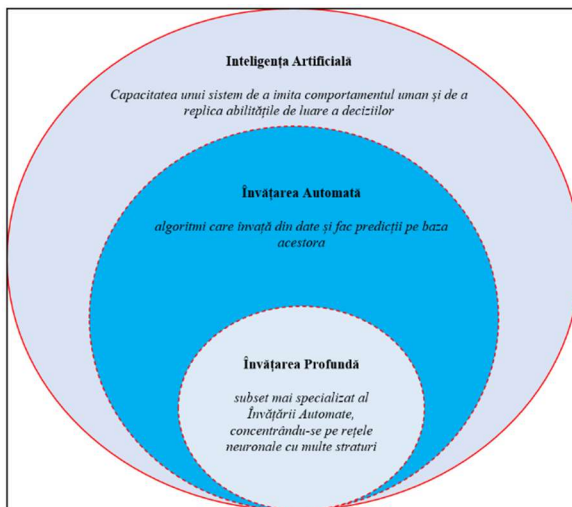 Inteligența Artificială
Capacitatea unui sistem de a imita comportamentul uman și de a
replica abilitățile de luare a deciziilor
Învățarea Automată
algoritmi care învață din date și fac predicții pe baza
acestora
Învățarea Profundă
subset mai specializat al
Învățării Automate,
concentrându-se pe rețele
neuronale cu multe straturi